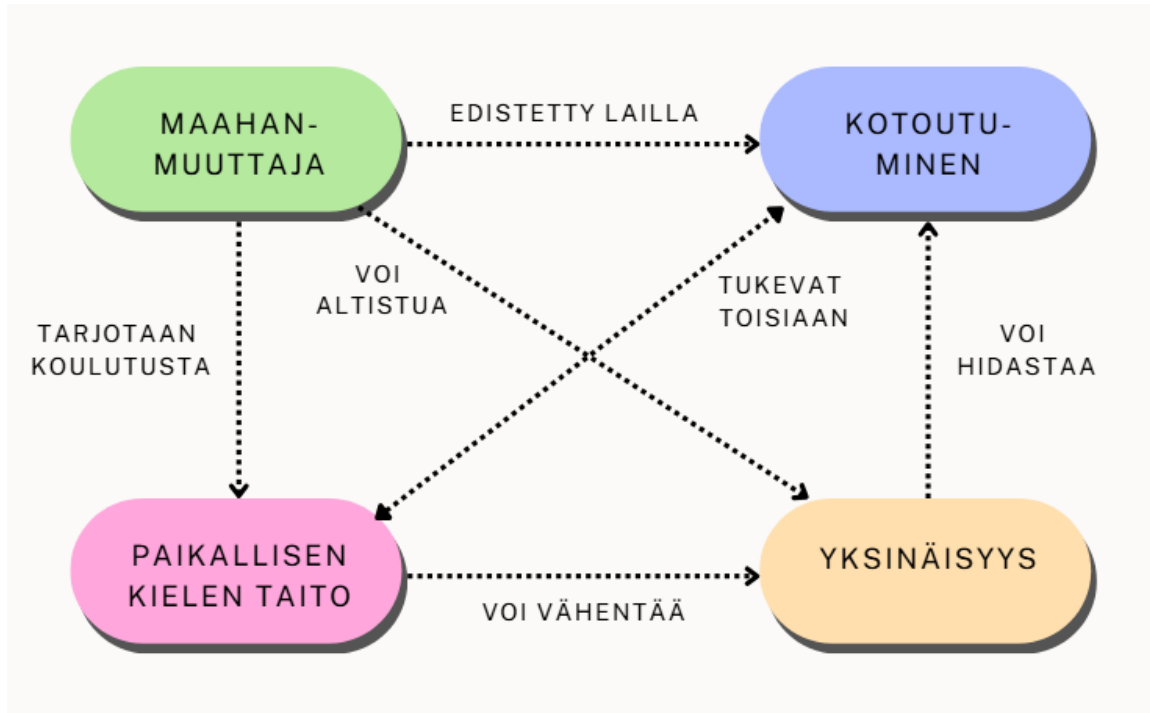 MAAHAN-
MUUTTAJA
EDISTETTY LAILLA
KOTOUTU-
MINEN
VOI
ALTISTUA
TUKEVAT
TOISIAAN
TARJOTAAN
KOULUTUSTA
VOI
HIDASTAA
PAIKALLISEN
KIELEN TAITO
VOI VÄHENTÄÄ
YKSINÄISYYS